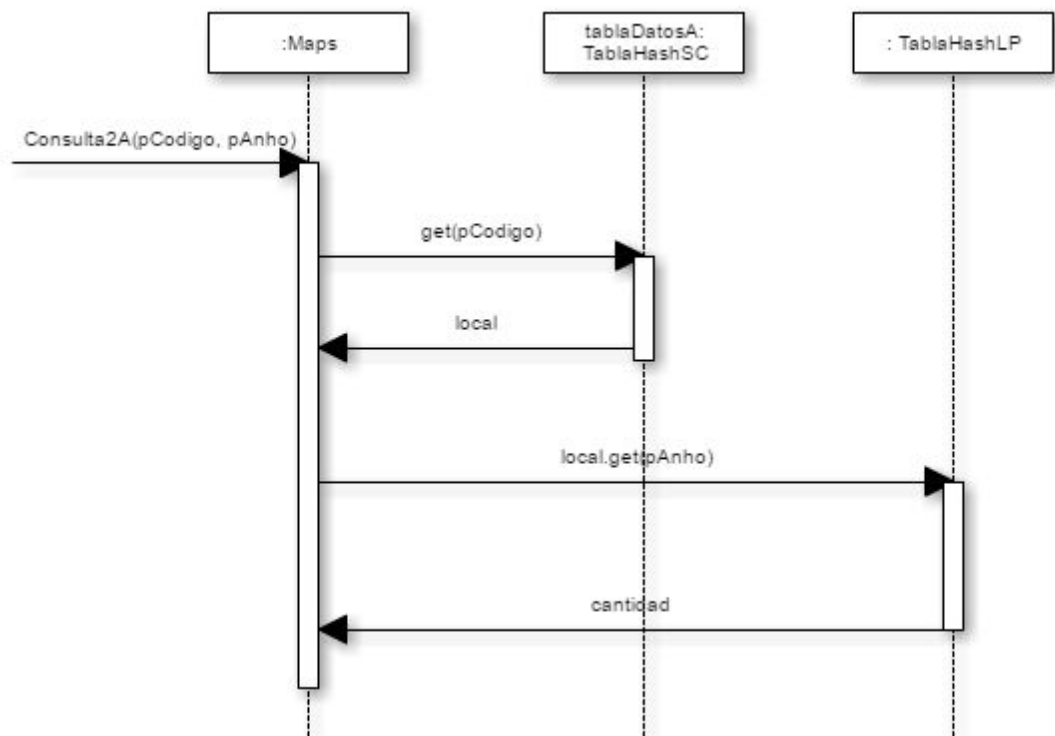 :Maps
tablaDatosA:
TablaHashSC
: TablaHashLP
Consulta2A(pCodigo, pAnho)
get(pCodigo)
local
local.get(pAnho)
cantidad